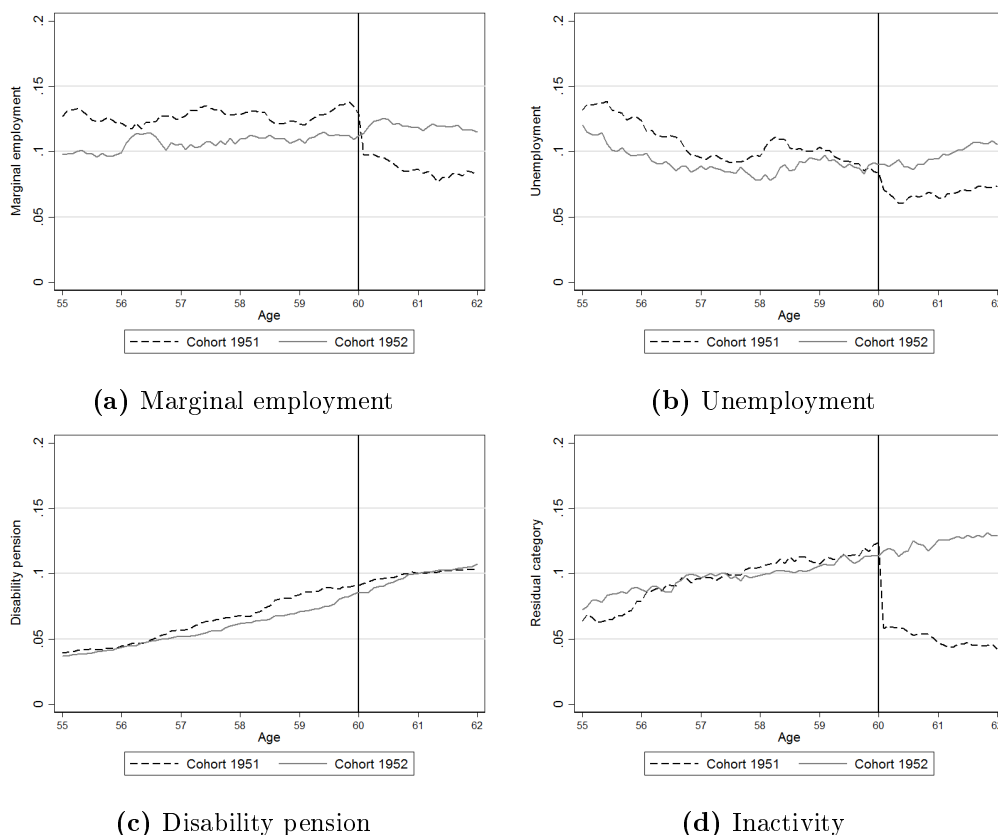 Marginal employment
0 .05 .1 .15 .2
55 56 57 58 59 60 61 62
Age
Cohort 1951 Cohort 1952
(a) Marginal employment
Unemployment
0 .05 .1 .15 .2
55 56 57 58 59 60 61 62
Age
Cohort 1951 Cohort 1952
(b) Unemployment
Disability pension
0 .05 .1 .15 .2
55 56 57 58 59 60 61 62
Age
Cohort 1951 Cohort 1952
(c) Disability pension
Residual category
0 .05 .1 .15 .2
55 56 57 58 59 60 61 62
Age
Cohort 1951 Cohort 1952
(d) Inactivity